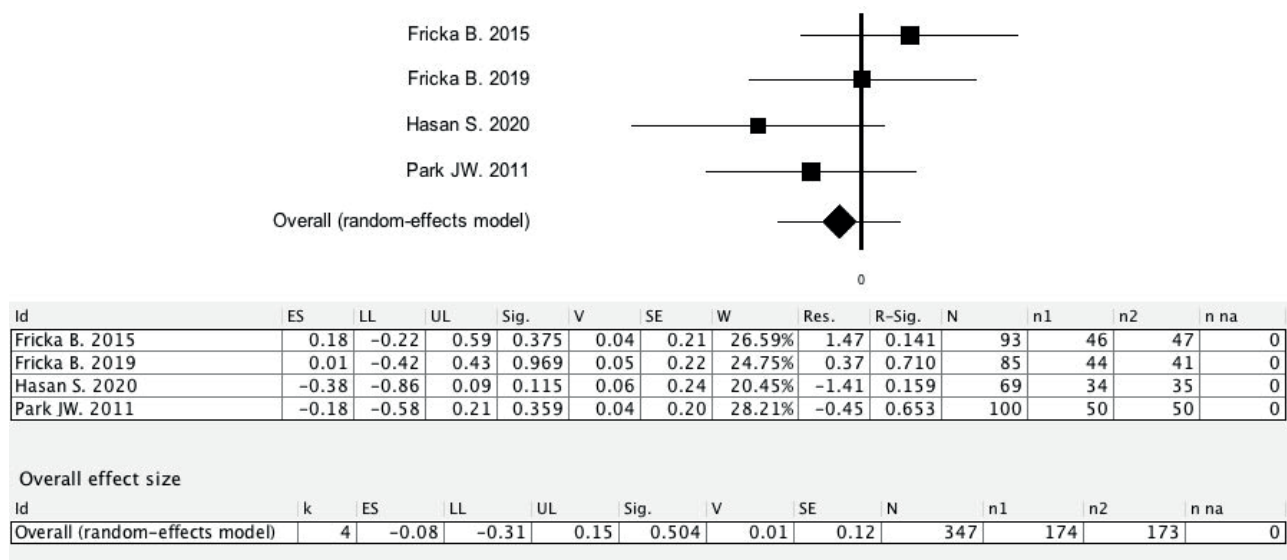 Fricka B. 2015
Fricka B. 2019
Hasan S. 2020
Park JW. 2011
Overall (random-effects model)
0
Id ES LL UL Sig. V SE W Res. R-Sig. N n1 n2 n na
Fricka B. 2015 0.18 -0.22 0.59 0.375 0.04 0.21 26.59% 1.47 0.141 93 46 47 0
Fricka B. 2019 0.01 -0.42 0.43 0.969 0.05 0.22 24.75% 0.37 0.710 85 44 41 0
Hasan S. 2020 -0.38 -0.86 0.09 0.115 0.06 0.24 20.45% -1.41 0.159 69 34 35 0
Park JW. 2011 -0.18 -0.58 0.21 0.359 0.04 0.20 28.21% -0.45 0.653 100 50 50 0
Overall effect size
Id k ES LL UL Sig. V SE N n1 n2 n na
Overall (random-effects model) 4 -0.08 -0.31 0.15 0.504 0.01 0.12 347 174 173 0